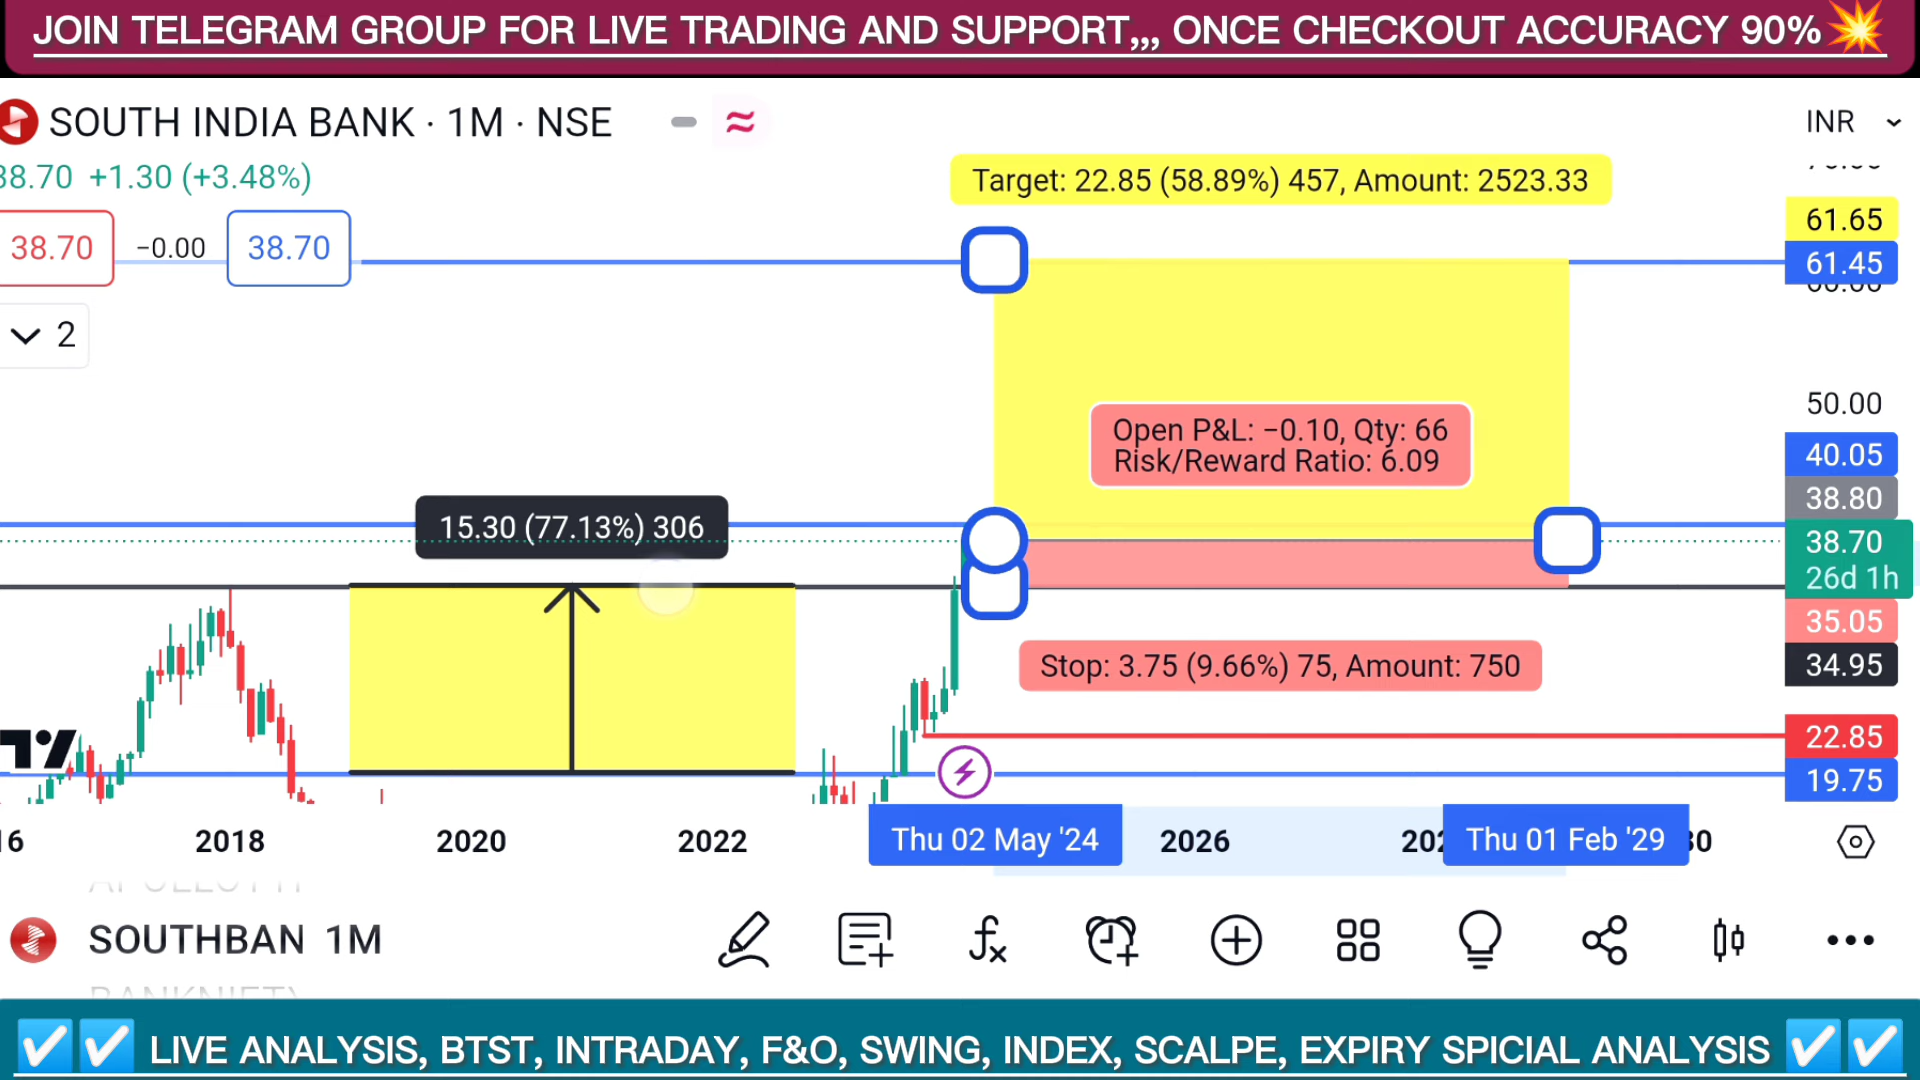 JOIN TELEGRAM GROUP FOR LIVE TRADING AND SUPPORT,,, ONCE CHECKOUT ACCURACY 90%
SOUTH INDIA BANK · 1M · NSE
INR
38.70 +1.30 (+3.48%)
Target: 22.85 (58.89%) 457, Amount: 2523.33
61.65
38.70
−0.00
38.70
61.45
60.00
2
50.00
Open P&L: −0.10, Qty: 66
Risk/Reward Ratio: 6.09
40.05
38.80
15.30 (77.13%) 306
38.70
26d 1h
35.05
Stop: 3.75 (9.66%) 75, Amount: 750
34.95
22.85
19.75
16
2018
2020
2022
Thu 02 May '24
2026
Thu 01 Feb '29
SOUTHBAN 1M
LIVE ANALYSIS, BTST, INTRADAY, F&O, SWING, INDEX, SCALPE, EXPIRY SPICIAL ANALYSIS